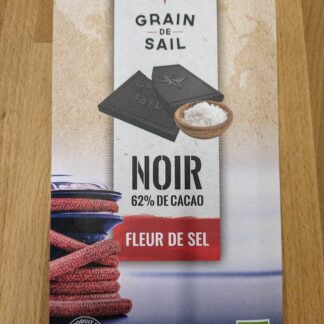 GRAIN
DE
SAIL
NOIR
62% DE CACAO
FLEUR DE SEL